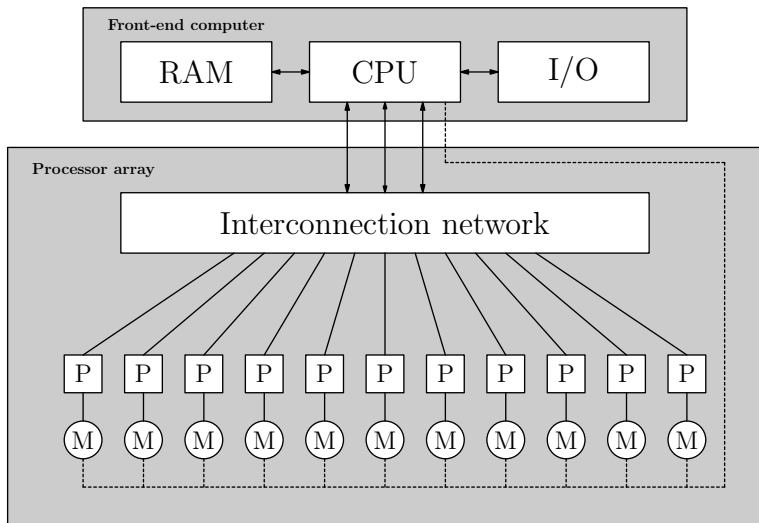 Front-end computer
RAM CPU I/O
Processor array
Interconnection network
P P P P P P P P P P P
M M M M M M M M M M M